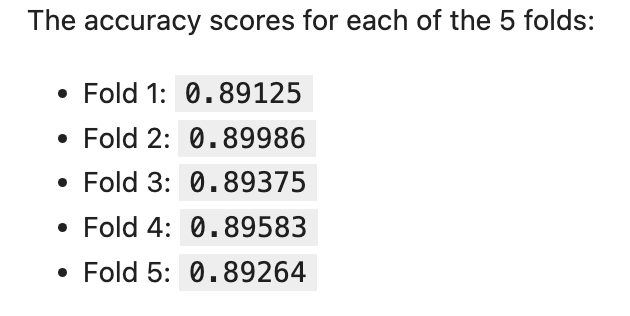 The accuracy scores for each of the 5 folds:
• Fold 1: 0.89125
• Fold 2: 0.89986
• Fold 3: 0.89375
• Fold 4: 0.89583
• Fold 5: 0.89264